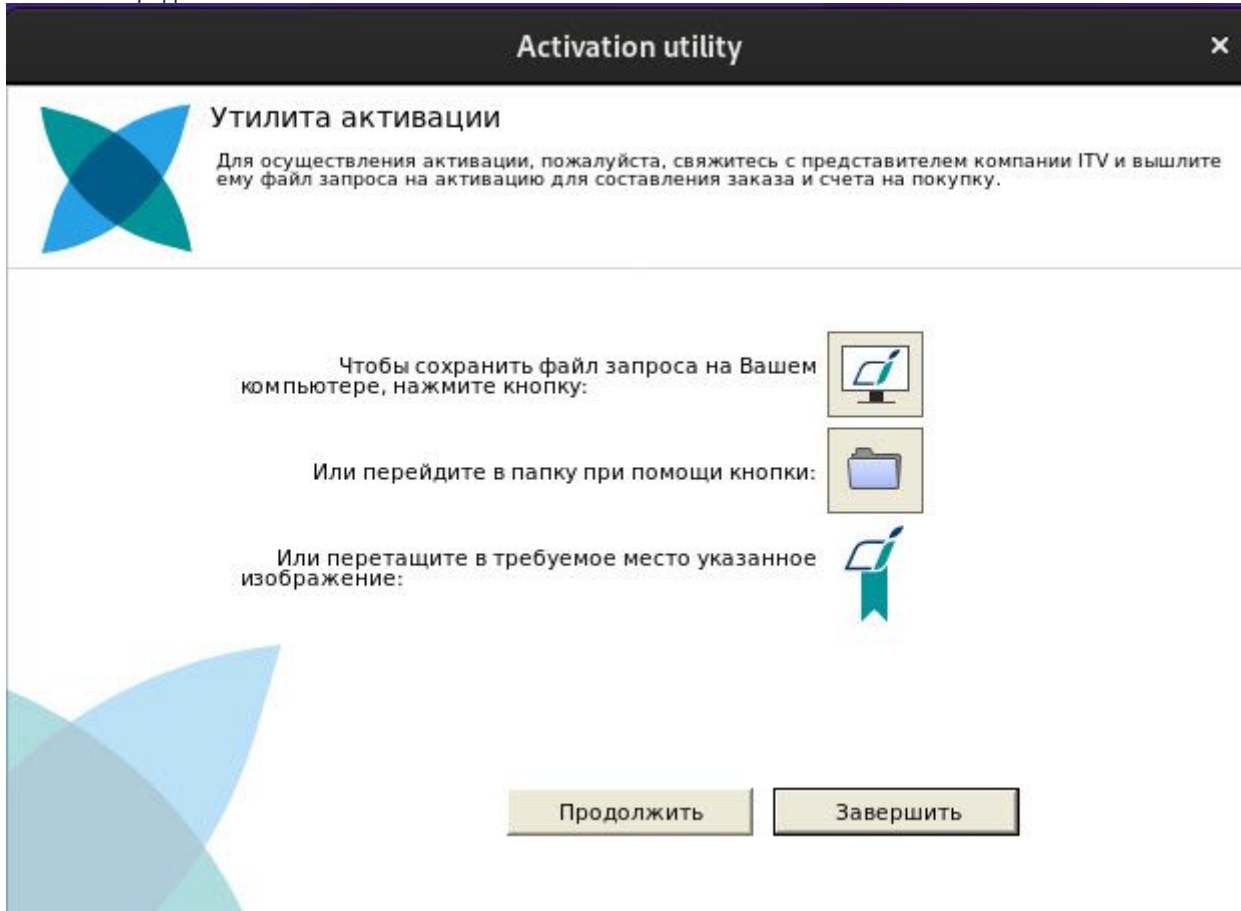 Activation utility
Утилита активации
Для осуществления активации, пожалуйста, свяжитесь с представителем компании ITV и вышлите
ему файл запроса на активацию для составления заказа и счета на покупку.
Чтобы сохранить файл запроса на Вашем
компьютере, нажмите кнопку:
Или перейдите в папку при помощи кнопки:
Или перетащите в требуемое место указанное
изображение:
Продолжить
Завершить